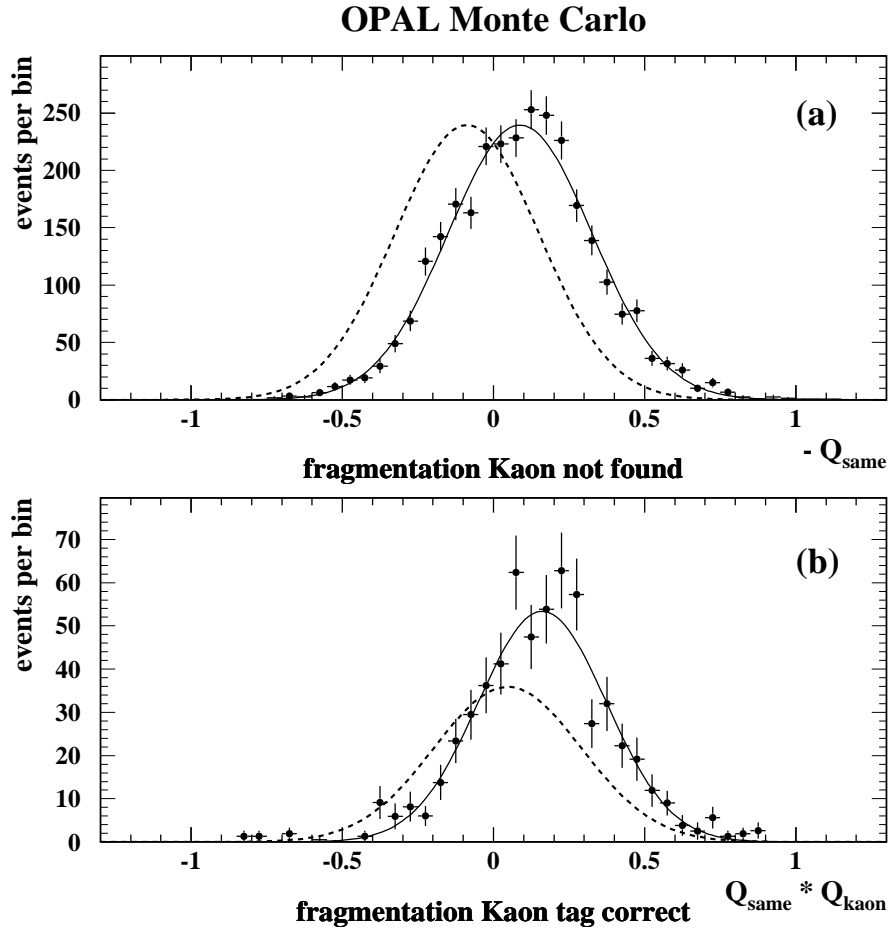 OPAL Monte Carlo
events per bin
250
200
150
100
50
0
(a)
-1
-0.5
0
0.5
1
- Q_same
fragmentation Kaon not found
events per bin
70
60
50
40
30
20
10
0
(b)
-1
-0.5
0
0.5
1
Q_same * Q_kaon
fragmentation Kaon tag correct